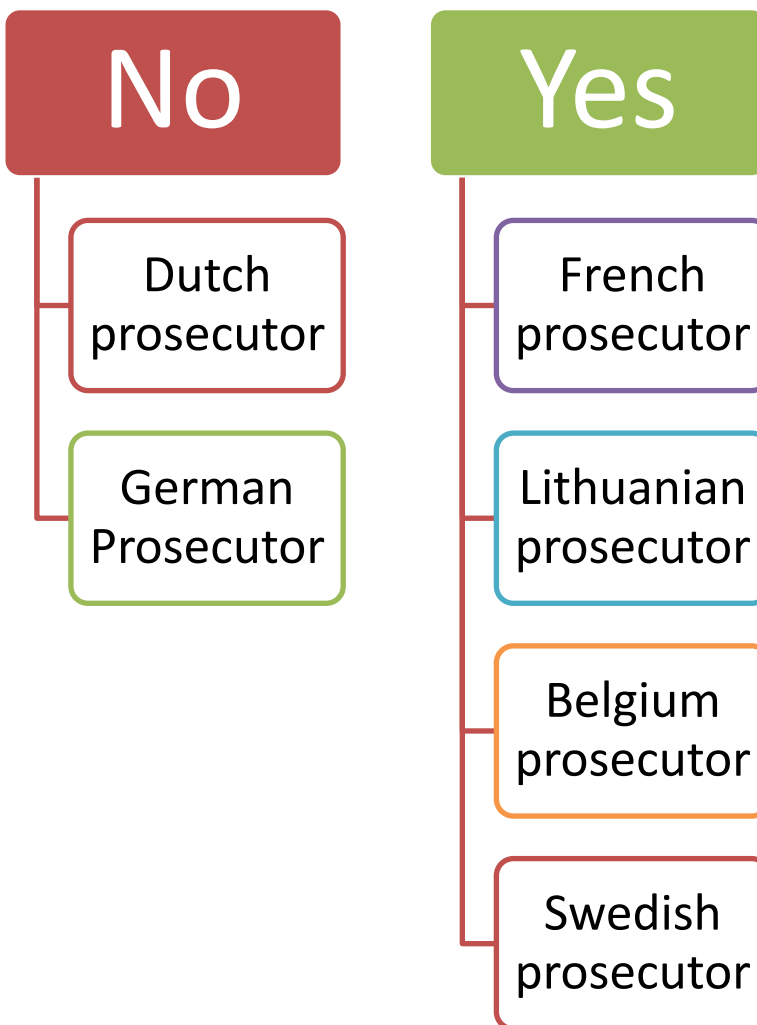 No
Dutch
prosecutor
German
Prosecutor
Yes
French
prosecutor
Lithuanian
prosecutor
Belgium
prosecutor
Swedish
prosecutor